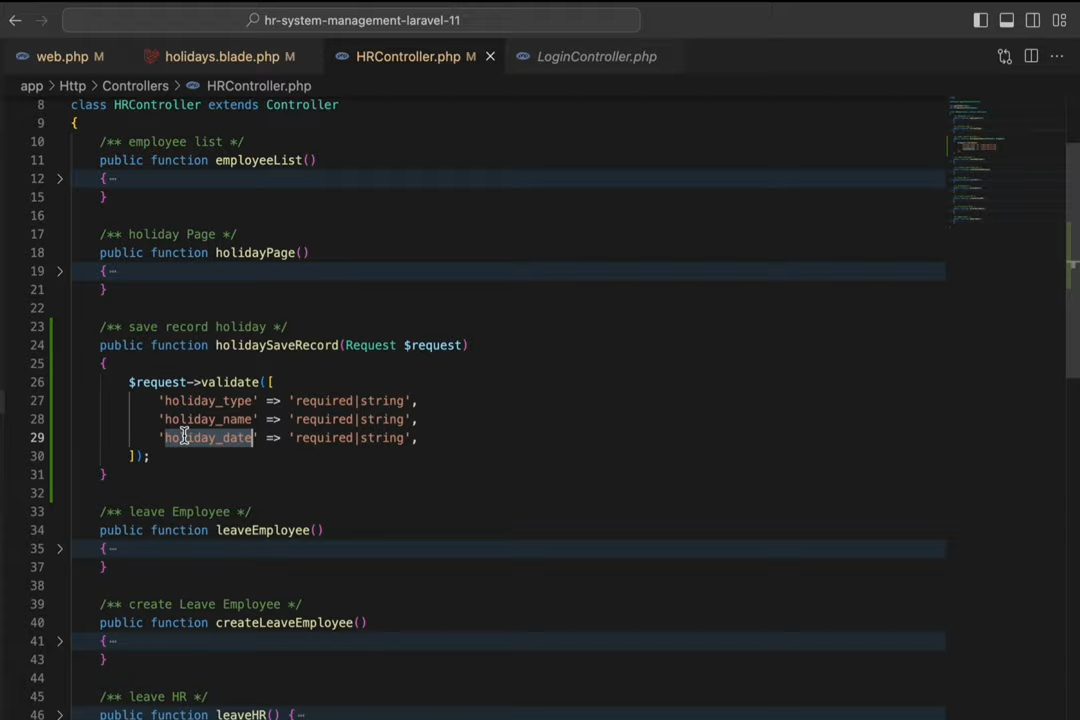 hr-system-management-laravel-11
web.php M holidays.blade.php M HRController.php M LoginController.php
app > Http > Controllers > HRController.php
8 class HRController extends Controller
9 {
10 /** employee list */
11 public function employeeList()
12 {
15 }
16
17 /** holiday Page */
18 public function holidayPage()
19 {
21 }
22
23 /** save record holiday */
24 public function holidaySaveRecord(Request $request)
25 {
26 $request->validate([
27 'holiday_type' => 'required|string',
28 'holiday_name' => 'required|string',
29 'holiday_date' => 'required|string',
30 ]);
31 }
32
33 /** leave Employee */
34 public function leaveEmployee()
35 {
37 }
38
39 /** create Leave Employee */
40 public function createLeaveEmployee()
41 {
43 }
44
45 /** leave HR */
46 public function leaveHR() {